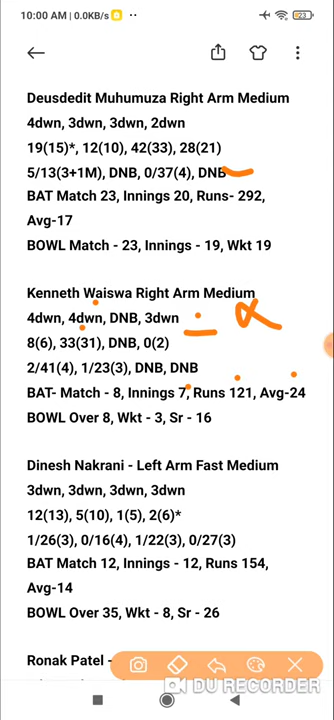 10:00 AM | 0.0KB/s
23
Deusdedit Muhumuza Right Arm Medium
4dwn, 3dwn, 3dwn, 2dwn
19(15)*, 12(10), 42(33), 28(21)
5/13(3+1M), DNB, 0/37(4), DNB
BAT Match 23, Innings 20, Runs- 292,
Avg-17
BOWL Match - 23, Innings - 19, Wkt 19
Kenneth Waiswa Right Arm Medium
4dwn, 4dwn, DNB, 3dwn
8(6), 33(31), DNB, 0(2)
2/41(4), 1/23(3), DNB, DNB
BAT- Match - 8, Innings 7, Runs 121, Avg-24
BOWL Over 8, Wkt - 3, Sr - 16
Dinesh Nakrani - Left Arm Fast Medium
3dwn, 3dwn, 3dwn, 3dwn
12(13), 5(10), 1(5), 2(6)*
1/26(3), 0/16(4), 1/22(3), 0/27(3)
BAT Match 12, Innings - 12, Runs 154,
Avg-14
BOWL Over 35, Wkt - 8, Sr - 26
Ronak Patel -
DU RECORDER